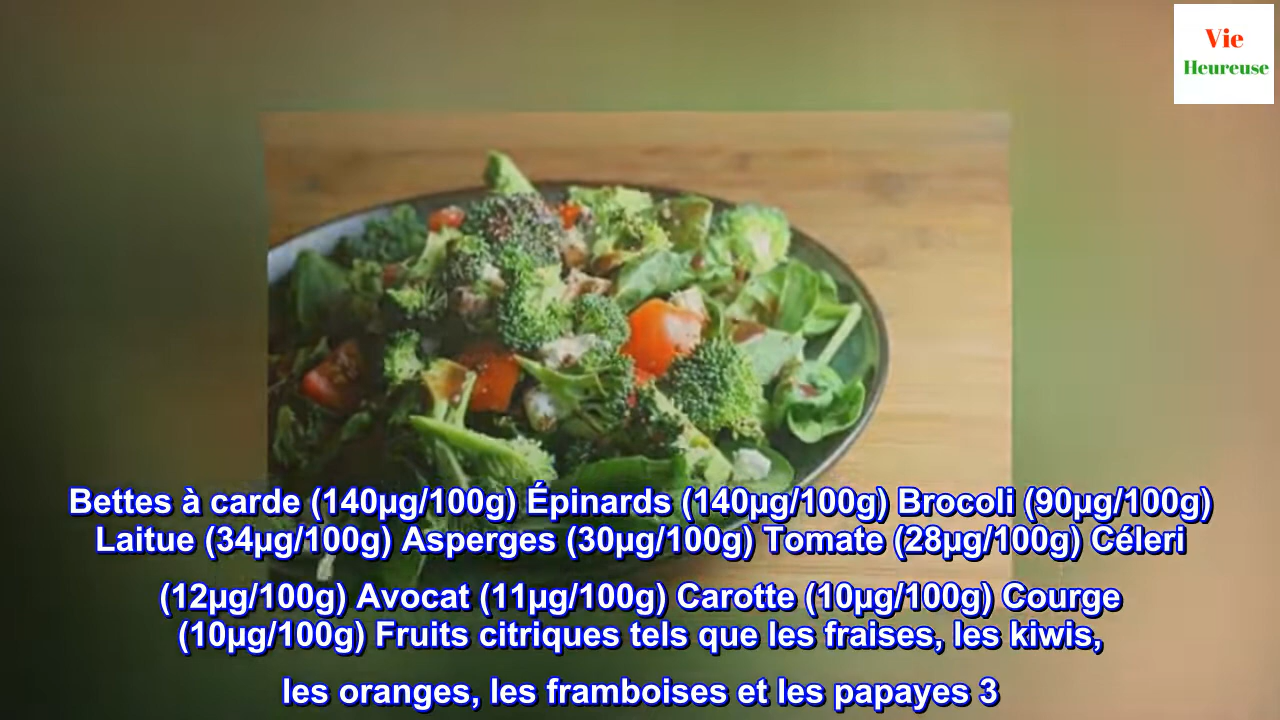 Vie
Heureuse
Bettes à carde (140µg/100g) Épinards (140µg/100g) Brocoli (90µg/100g)
Laitue (34µg/100g) Asperges (30µg/100g) Tomate (28µg/100g) Céleri
(12µg/100g) Avocat (11µg/100g) Carotte (10µg/100g) Courge
(10µg/100g) Fruits citriques tels que les fraises, les kiwis,
les oranges, les framboises et les papayes 3